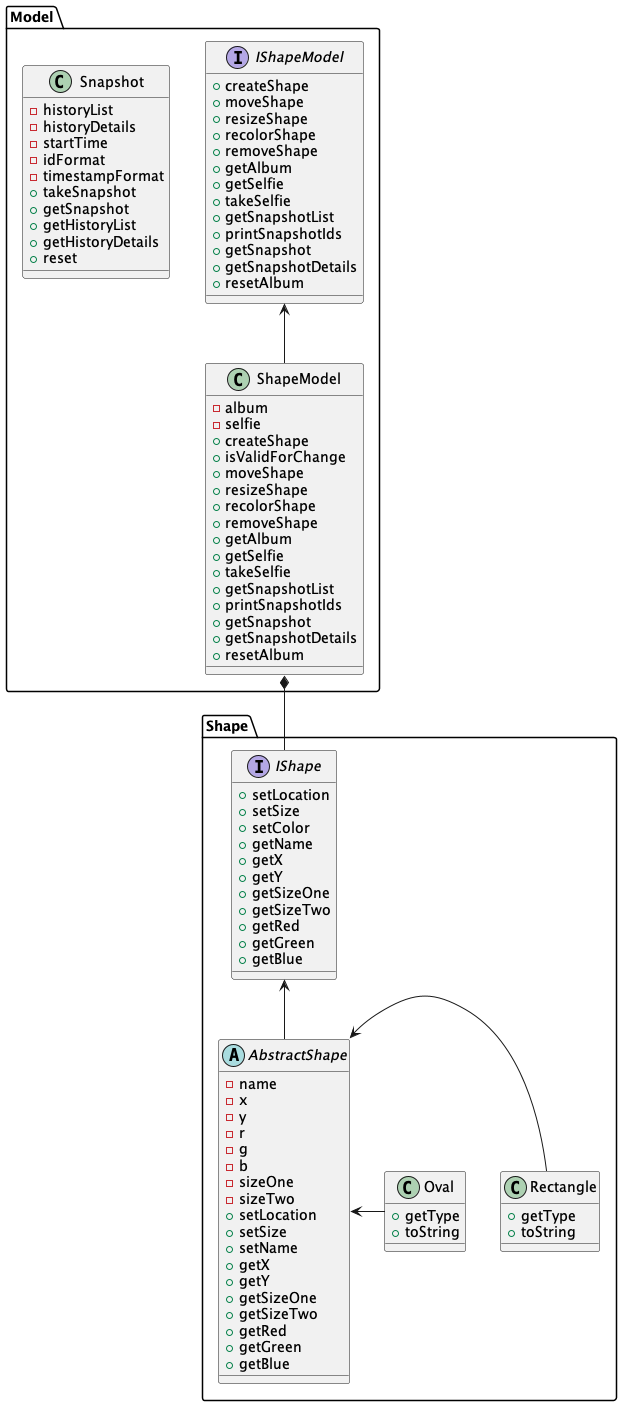 Model
C Snapshot
historyList
historyDetails
startTime
idFormat
timestampFormat
takeSnapshot
getSnapshot
getHistoryList
getHistoryDetails
reset
I IShapeModel
createShape
moveShape
resizeShape
recolorShape
removeShape
getAlbum
getSelfie
takeSelfie
getSnapshotList
printSnapshotIds
getSnapshot
getSnapshotDetails
resetAlbum
C ShapeModel
album
selfie
createShape
isValidForChange
moveShape
resizeShape
recolorShape
removeShape
getAlbum
getSelfie
takeSelfie
getSnapshotList
printSnapshotIds
getSnapshot
getSnapshotDetails
resetAlbum
Shape
I IShape
setLocation
setSize
setColor
getName
getX
getY
getSizeOne
getSizeTwo
getRed
getGreen
getBlue
A AbstractShape
name
x
y
r
g
b
sizeOne
sizeTwo
setLocation
setSize
setName
getX
getY
getSizeOne
getSizeTwo
getRed
getGreen
getBlue
C Oval
getType
toString
C Rectangle
getType
toString